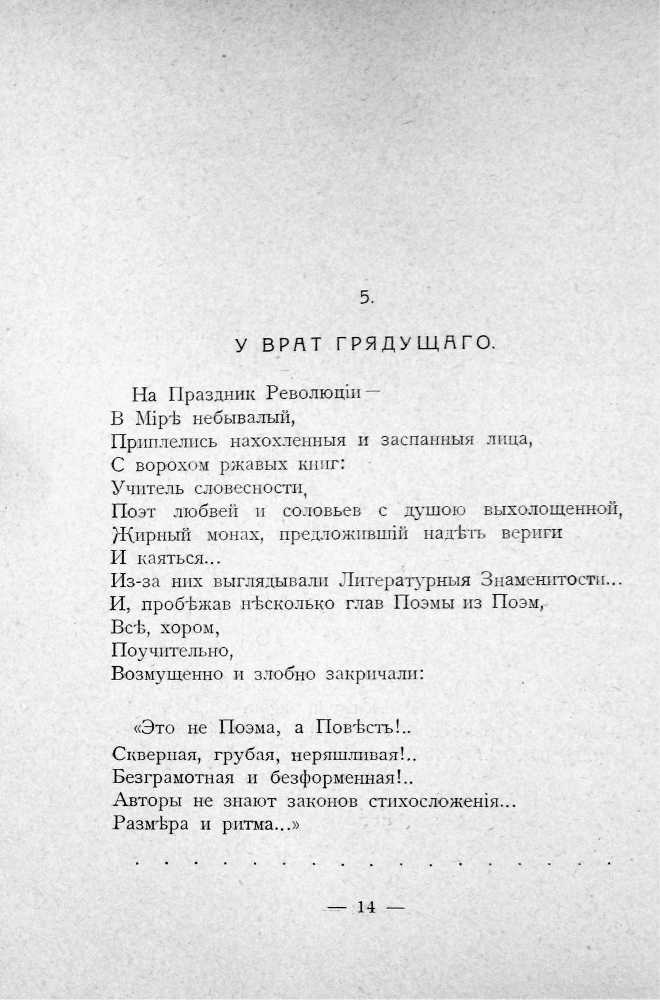 5.
У ВРАТ ГРЯДУЩАГО.
На Праздник Революціи —
В Мірѣ небывалый,
Приплелись нахохленныя и заспанныя лица,
С ворохом ржавых книг:
Учитель словесности,
Поэт любвей и соловьев с душою выхолощенной,
Жирный монах, предложившій надѣть вериги
И каяться...
Из-за них выглядывали Литературныя Знаменитости...
И, пробѣжав нѣсколько глав Поэмы из Поэм,
Всѣ, хором,
Поучительно,
Возмущенно и злобно закричали:
«Это не Поэма, а Повѣсть!..
Скверная, грубая, неряшливая!..
Безграмотная и безформенная!..
Авторы не знают законов стихосложенія...
Размѣра и ритма...»
. . . . . . . . . . . . . . . . .
— 14 —